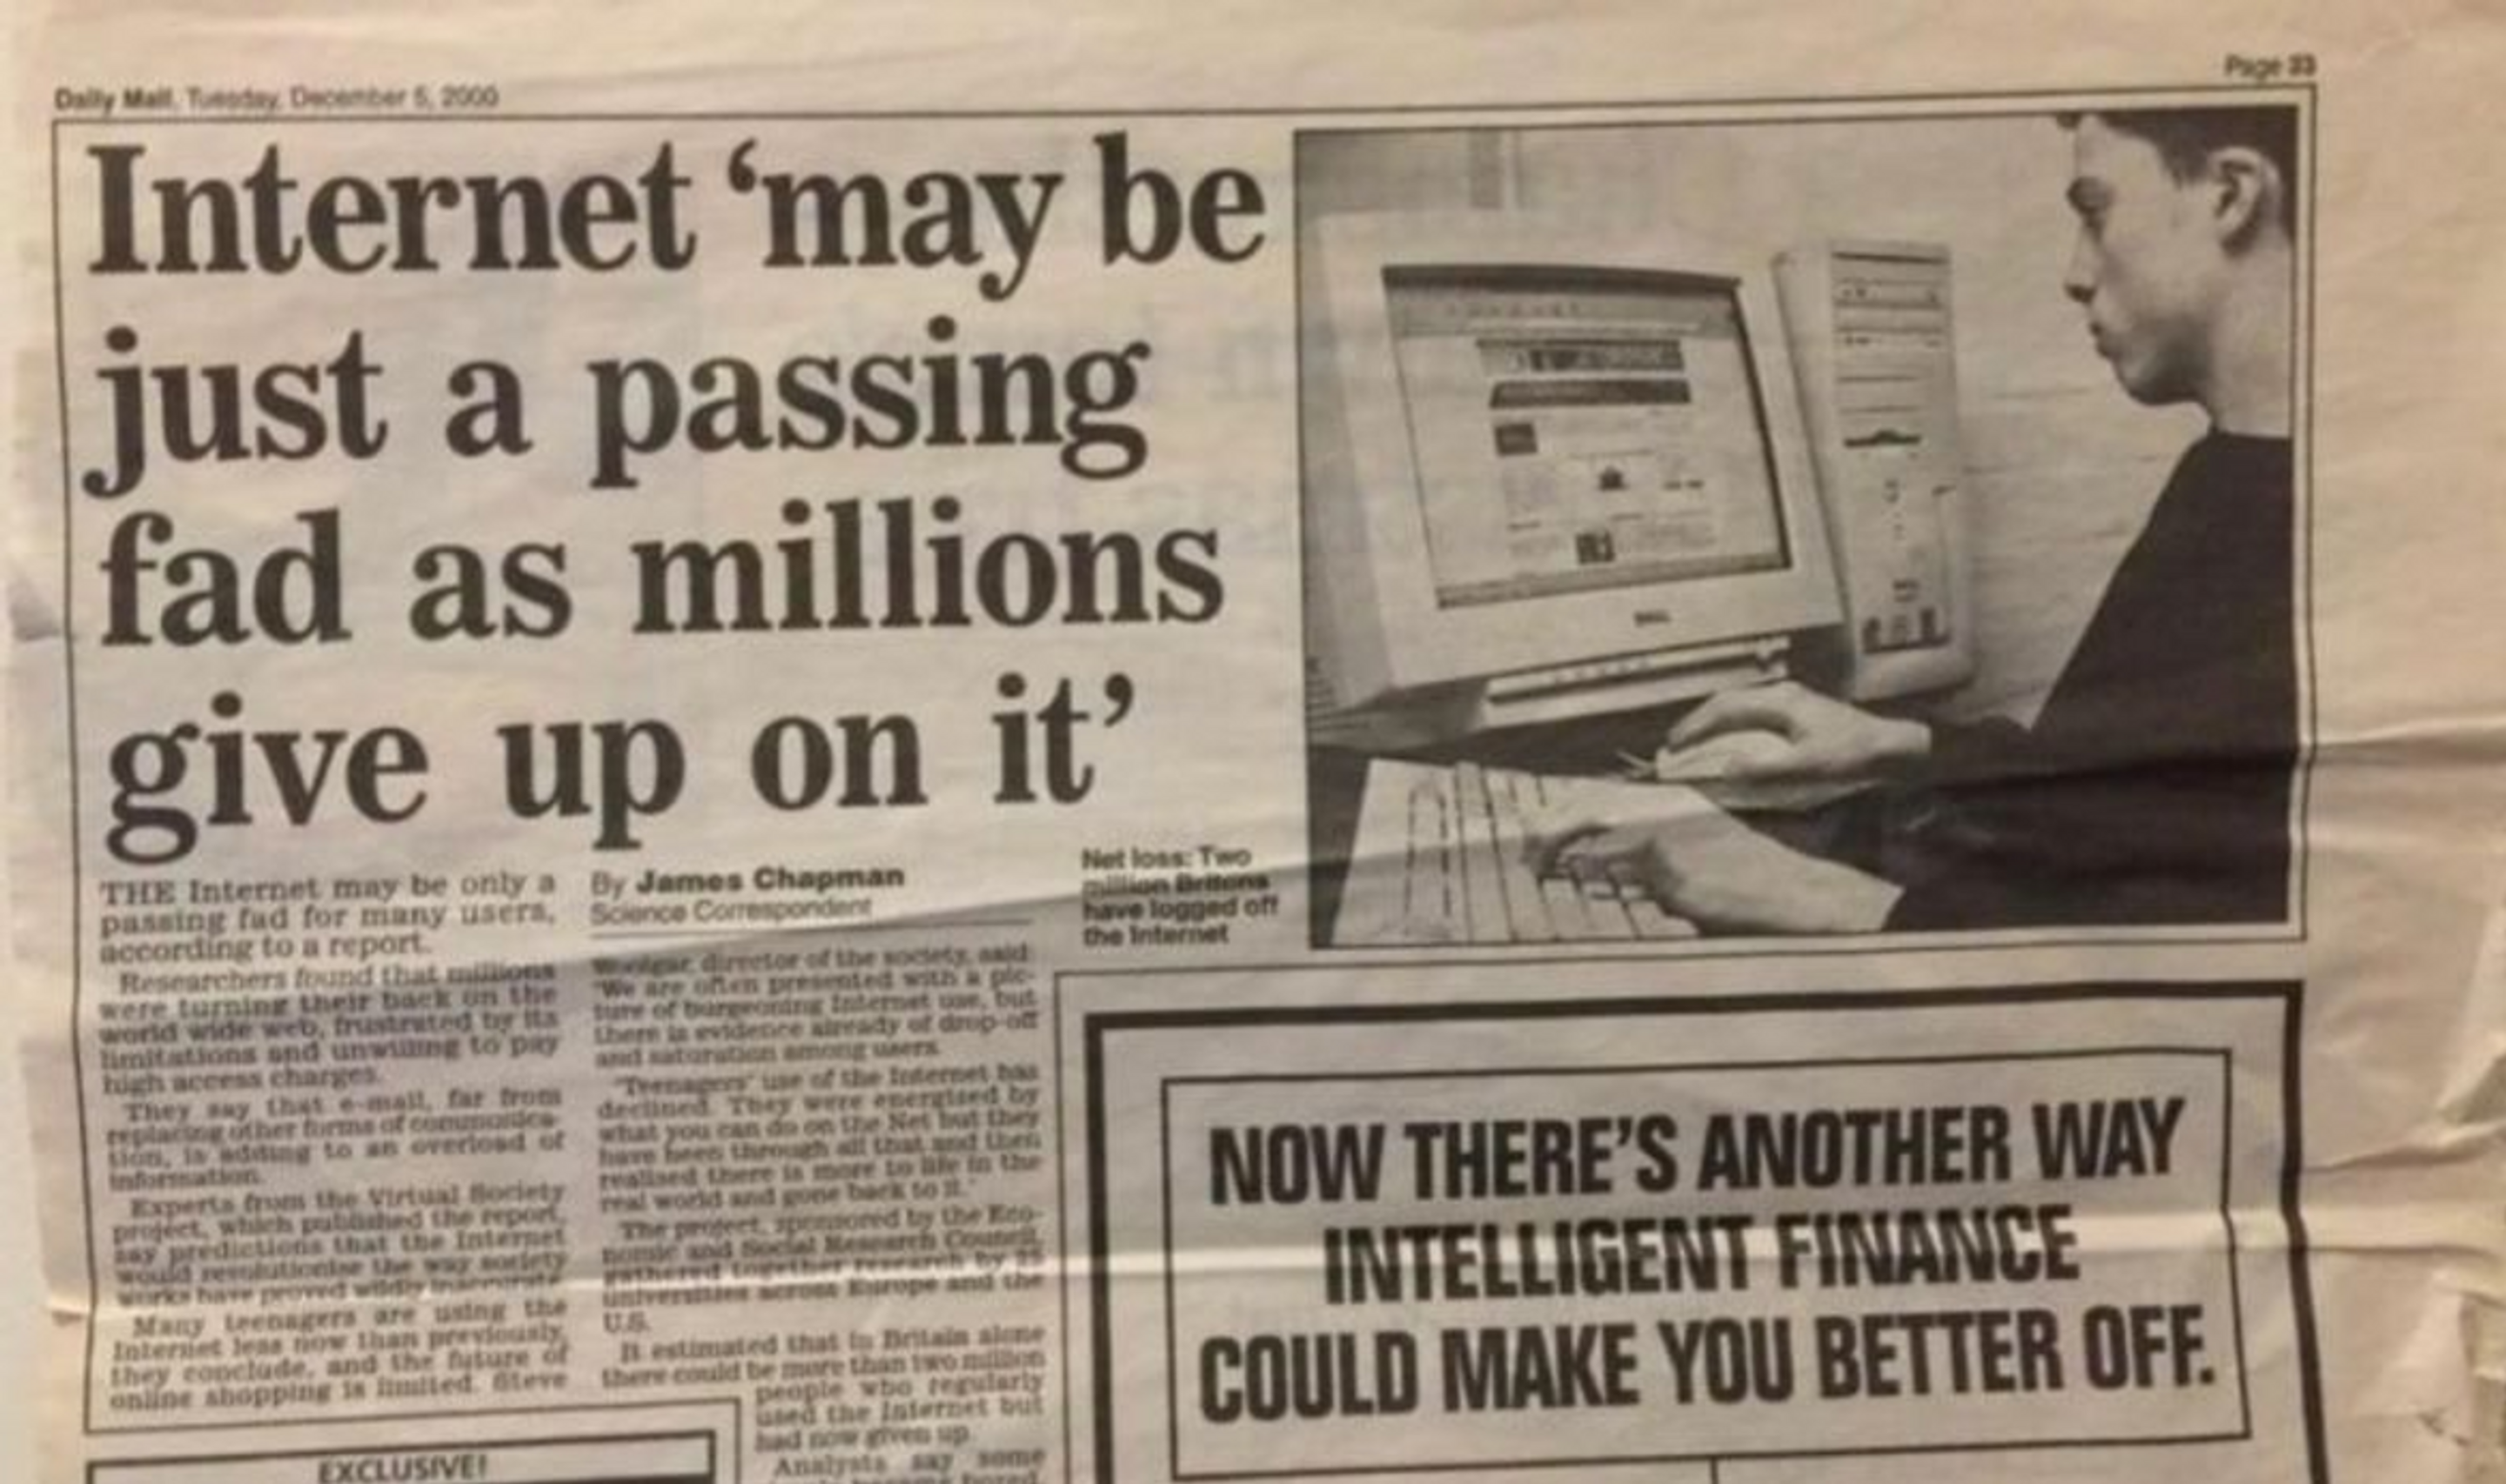 Daily Mail, Tuesday, December 5, 2000
Page 33
Internet ‘may be
just a passing
fad as millions
give up on it’
THE Internet may be only a
passing fad for many users,
according to a report.
Researchers found that millions
were turning their back on the
world wide web, frustrated by its
limitations and unwilling to pay
high access charges.
They say that e-mail, far from
replacing other forms of communica-
tion, is adding to an overload of
information.
Experts from the Virtual Society
project, which published the report,
say predictions that the Internet
would revolutionise the way society
works have proved wildly inaccurate.
Many teenagers are using the
Internet less now than previously,
they conclude, and the future of
online shopping is limited. Steve
By James Chapman
Science Correspondent
Woolgar, director of the society, said:
‘We are often presented with a pic-
ture of burgeoning Internet use, but
there is evidence already of drop-off
and saturation among users.
‘Teenagers’ use of the Internet has
declined. They were energised by
what you can do on the Net but they
have been through all that and then
realised there is more to life in the
real world and gone back to it.’
The project, sponsored by the Eco-
nomic and Social Research Council,
gathered together research by 25
universities across Europe and the
U.S.
It estimated that in Britain alone
there could be more than two million
people who regularly
used the Internet but
had now given up.
Analysts say some
bored,
Net loss: Two
million Britons
have logged off
the Internet
DELL
NOW THERE’S ANOTHER WAY
INTELLIGENT FINANCE
COULD MAKE YOU BETTER OFF.
EXCLUSIVE!